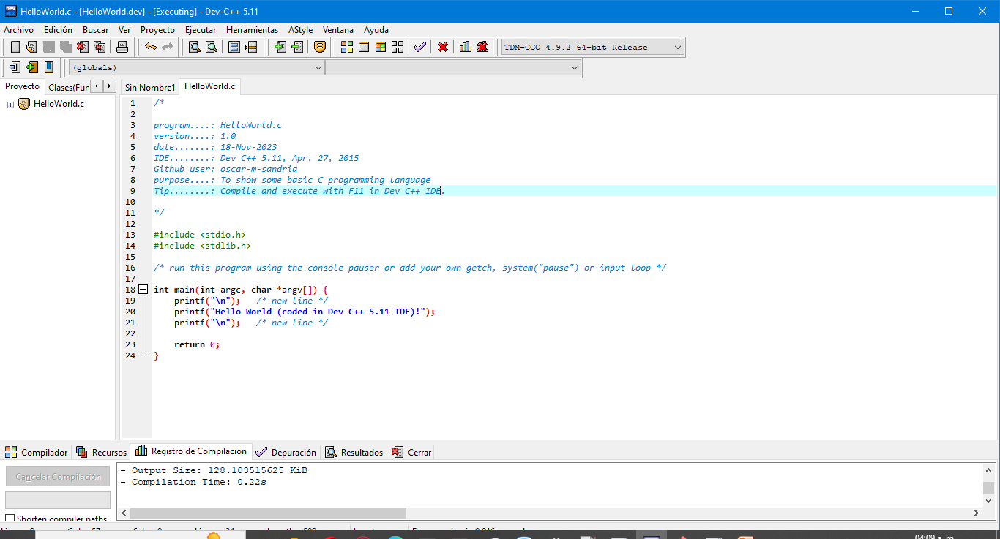 HelloWorld.c - [HelloWorld.dev] - [Executing] - Dev-C++ 5.11
Archivo Edición Buscar Ver Proyecto Ejecutar Herramientas AStyle Ventana Ayuda
TDM-GCC 4.9.2 64-bit Release
(globals)
Proyecto Clases(Fun Sin Nombre1 HelloWorld.c
HelloWorld.c
1 /*
2
3 program....: HelloWorld.c
4 version....: 1.0
5 date.......: 18-Nov-2023
6 IDE........: Dev C++ 5.11, Apr. 27, 2015
7 Github user: oscar-m-sandria
8 purpose....: To show some basic C programming language
9 Tip........: Compile and execute with F11 in Dev C++ IDE.
10
11 */
12
13 #include <stdio.h>
14 #include <stdlib.h>
15
16 /* run this program using the console pauser or add your own getch, system("pause") or input loop */
17
18 int main(int argc, char *argv[]) {
19 printf("\n"); /* new line */
20 printf("Hello World (coded in Dev C++ 5.11 IDE)!");
21 printf("\n"); /* new line */
22
23 return 0;
24 }
Compilador Recursos Registro de Compilación Depuración Resultados Cerrar
Cancelar Compilación
- Output Size: 128.103515625 KiB
- Compilation Time: 0.22s
Shorten compiler paths
04:09 a. m.